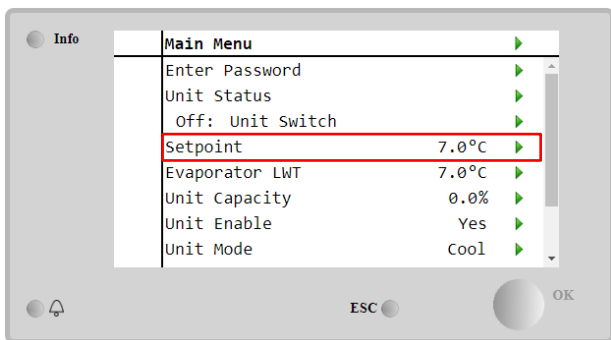 Info
Main Menu
Enter Password
Unit Status
Off: Unit Switch
Setpoint 7.0°C
Evaporator LWT 7.0°C
Unit Capacity 0.0%
Unit Enable Yes
Unit Mode Cool
ESC
OK